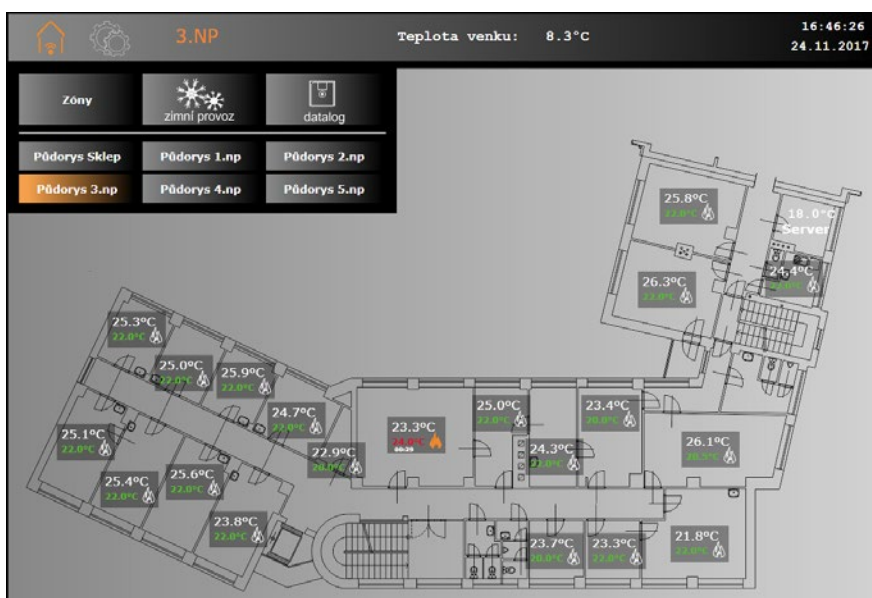 3.NP
Teplota venku: 8.3°C
16:46:26
24.11.2017
Zóny
zimní provoz
datalog
Půdorys Sklep
Půdorys 1.np
Půdorys 2.np
Půdorys 3.np
Půdorys 4.np
Půdorys 5.np
25.8°C
22.0°C
18.0°C
Server
24.4°C
26.3°C
25.3°C
22.0°C
25.0°C
22.0°C
25.9°C
22.0°C
24.7°C
22.0°C
22.9°C
20.0°C
25.1°C
22.0°C
25.4°C
22.0°C
25.6°C
22.0°C
23.8°C
22.0°C
23.3°C
24.0°C
25.0°C
22.0°C
24.3°C
22.0°C
23.4°C
20.0°C
26.1°C
20.5°C
23.7°C
20.0°C
23.3°C
22.0°C
21.8°C
22.0°C